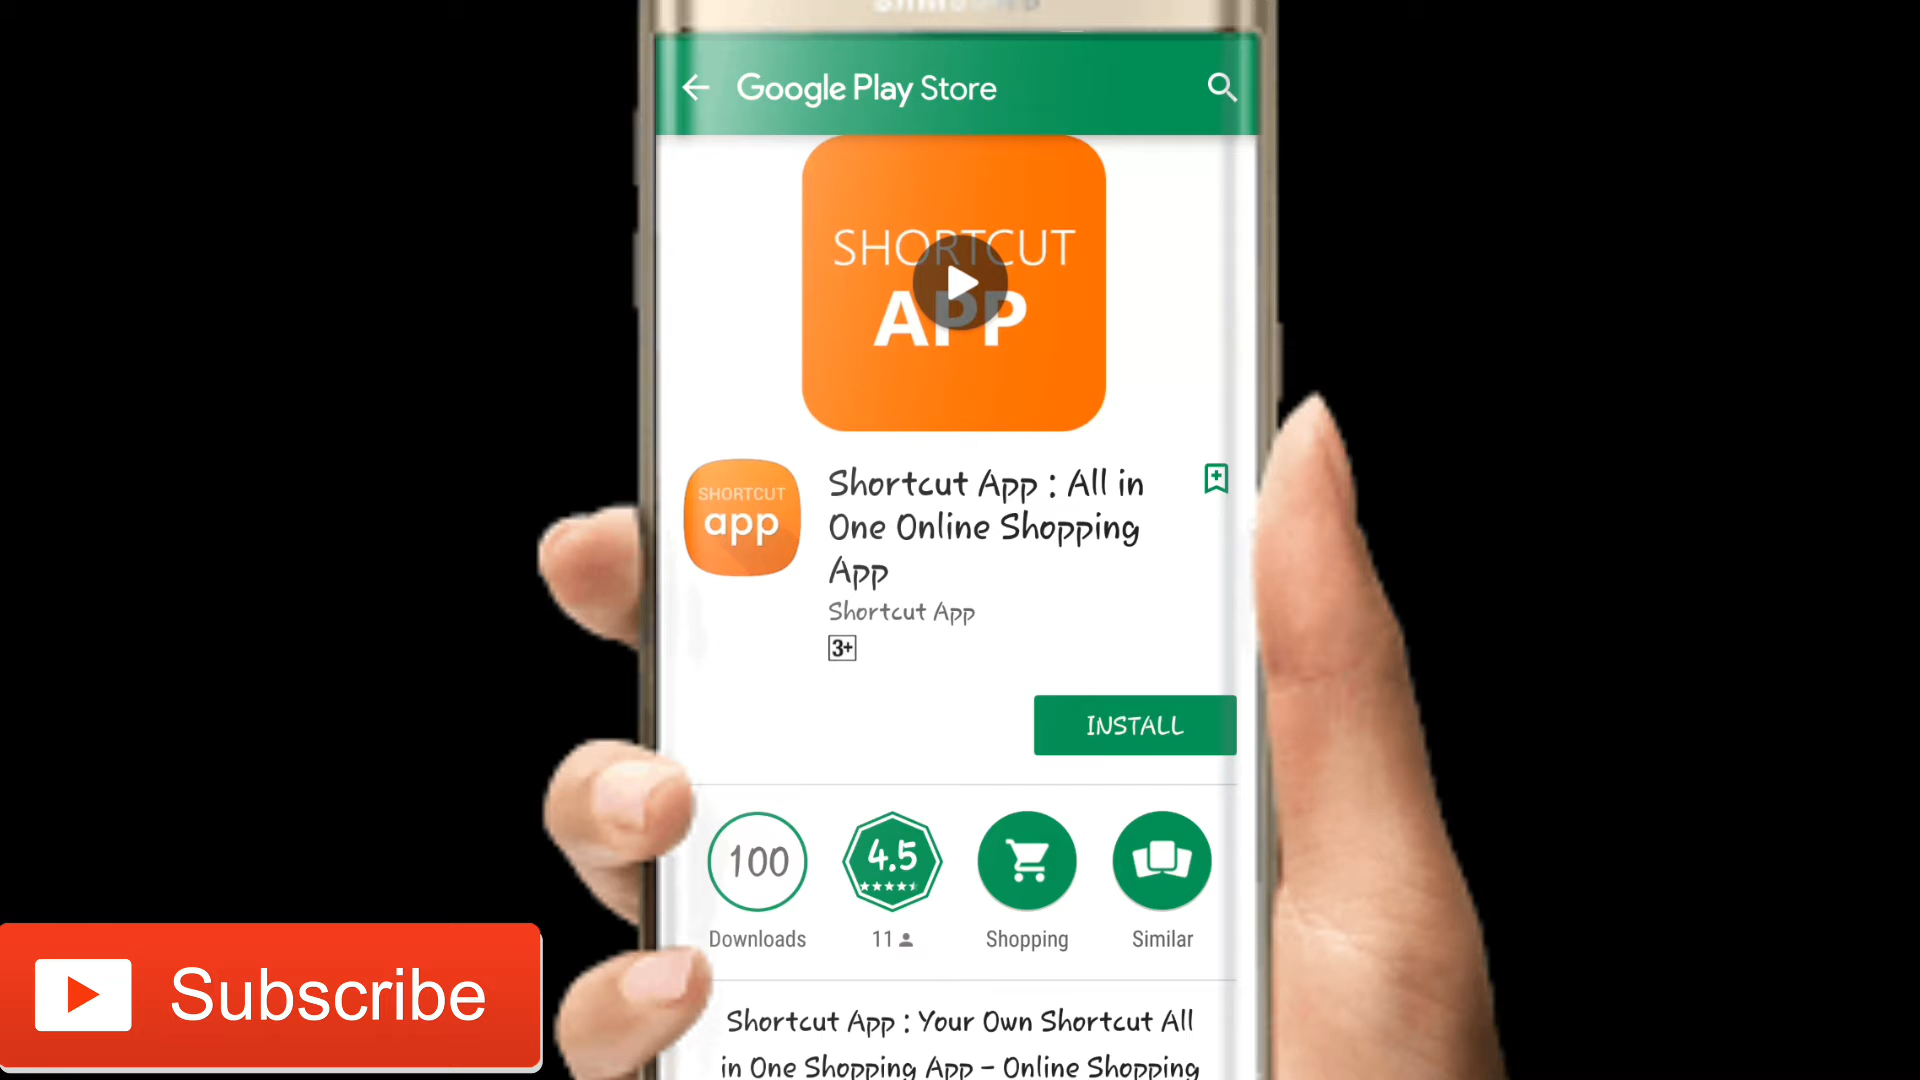 SAMSUNG
Google Play Store
SHORTCUT
APP
SHORTCUT
app
Shortcut App : All in
One Online Shopping
App
Shortcut App
3+
INSTALL
100
4.5
Downloads
11
Shopping
Similar
Shortcut App : Your Own Shortcut All
in One Shopping App - Online Shopping
Subscribe